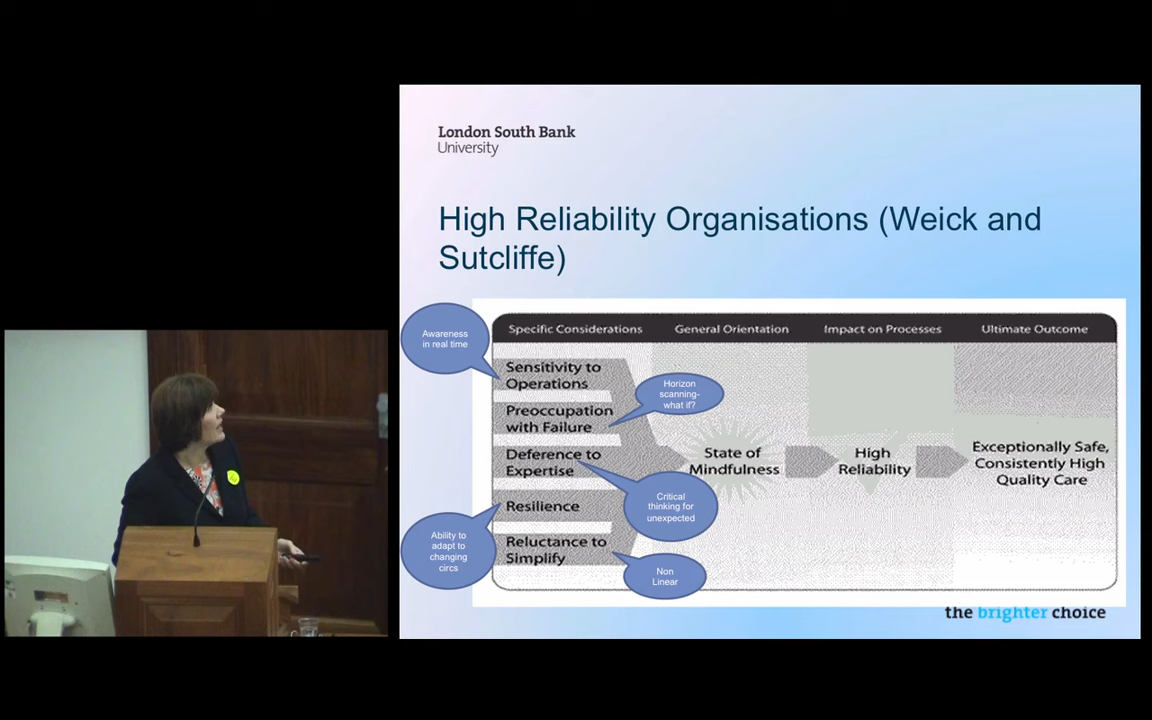 London South Bank
University
High Reliability Organisations (Weick and
Sutcliffe)
Specific Considerations
General Orientation
Impact on Processes
Ultimate Outcome
Awareness
in real time
Sensitivity to
Operations
Preoccupation
with Failure
Horizon
scanning-
what if?
Deference to
Expertise
Critical
thinking for
unexpected
Resilience
Ability to
adapt to
changing
circs
Reluctance to
Simplify
Non
Linear
State of
Mindfulness
High
Reliability
Exceptionally Safe,
Consistently High
Quality Care
the brighter choice